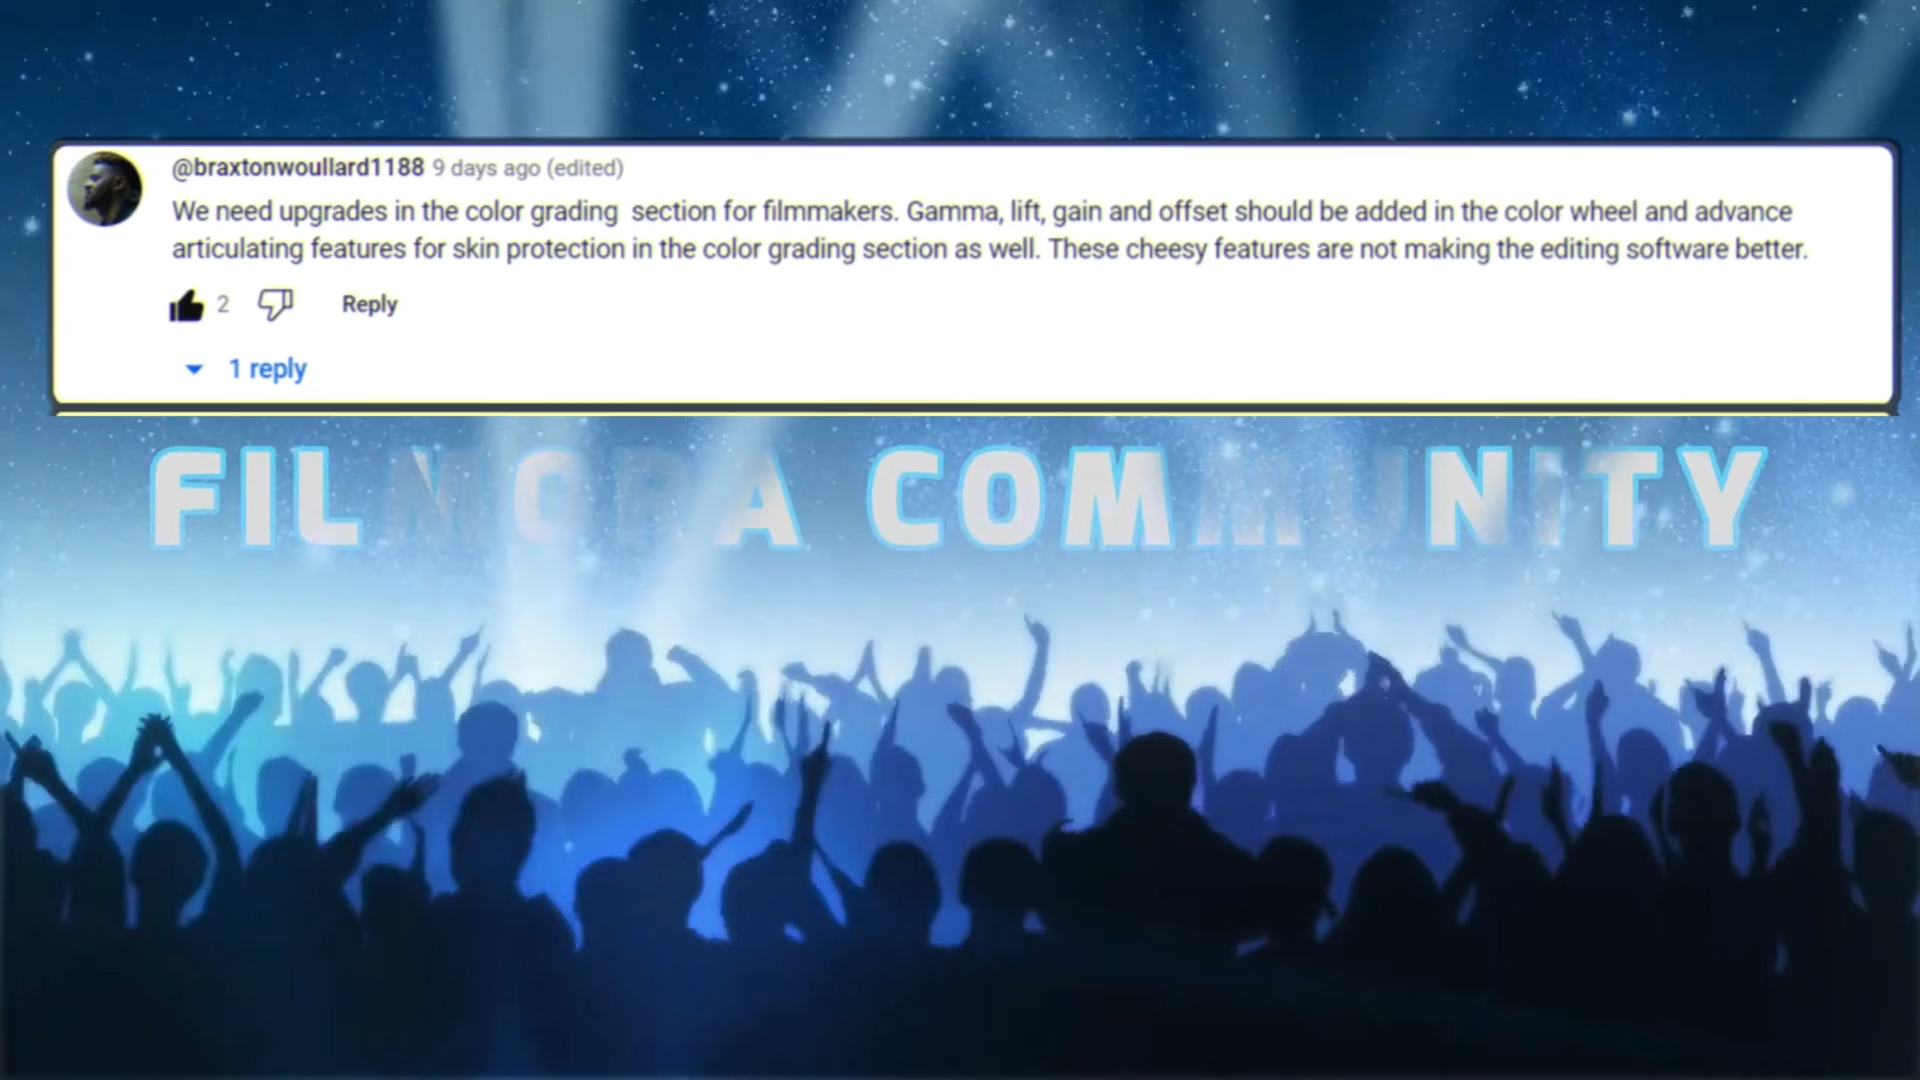 @braxtonwoullard1188 9 days ago (edited)
We need upgrades in the color grading section for filmmakers. Gamma, lift, gain and offset should be added in the color wheel and advance
articulating features for skin protection in the color grading section as well. These cheesy features are not making the editing software better.
2 Reply
1 reply
FILMORA COMMUNITY